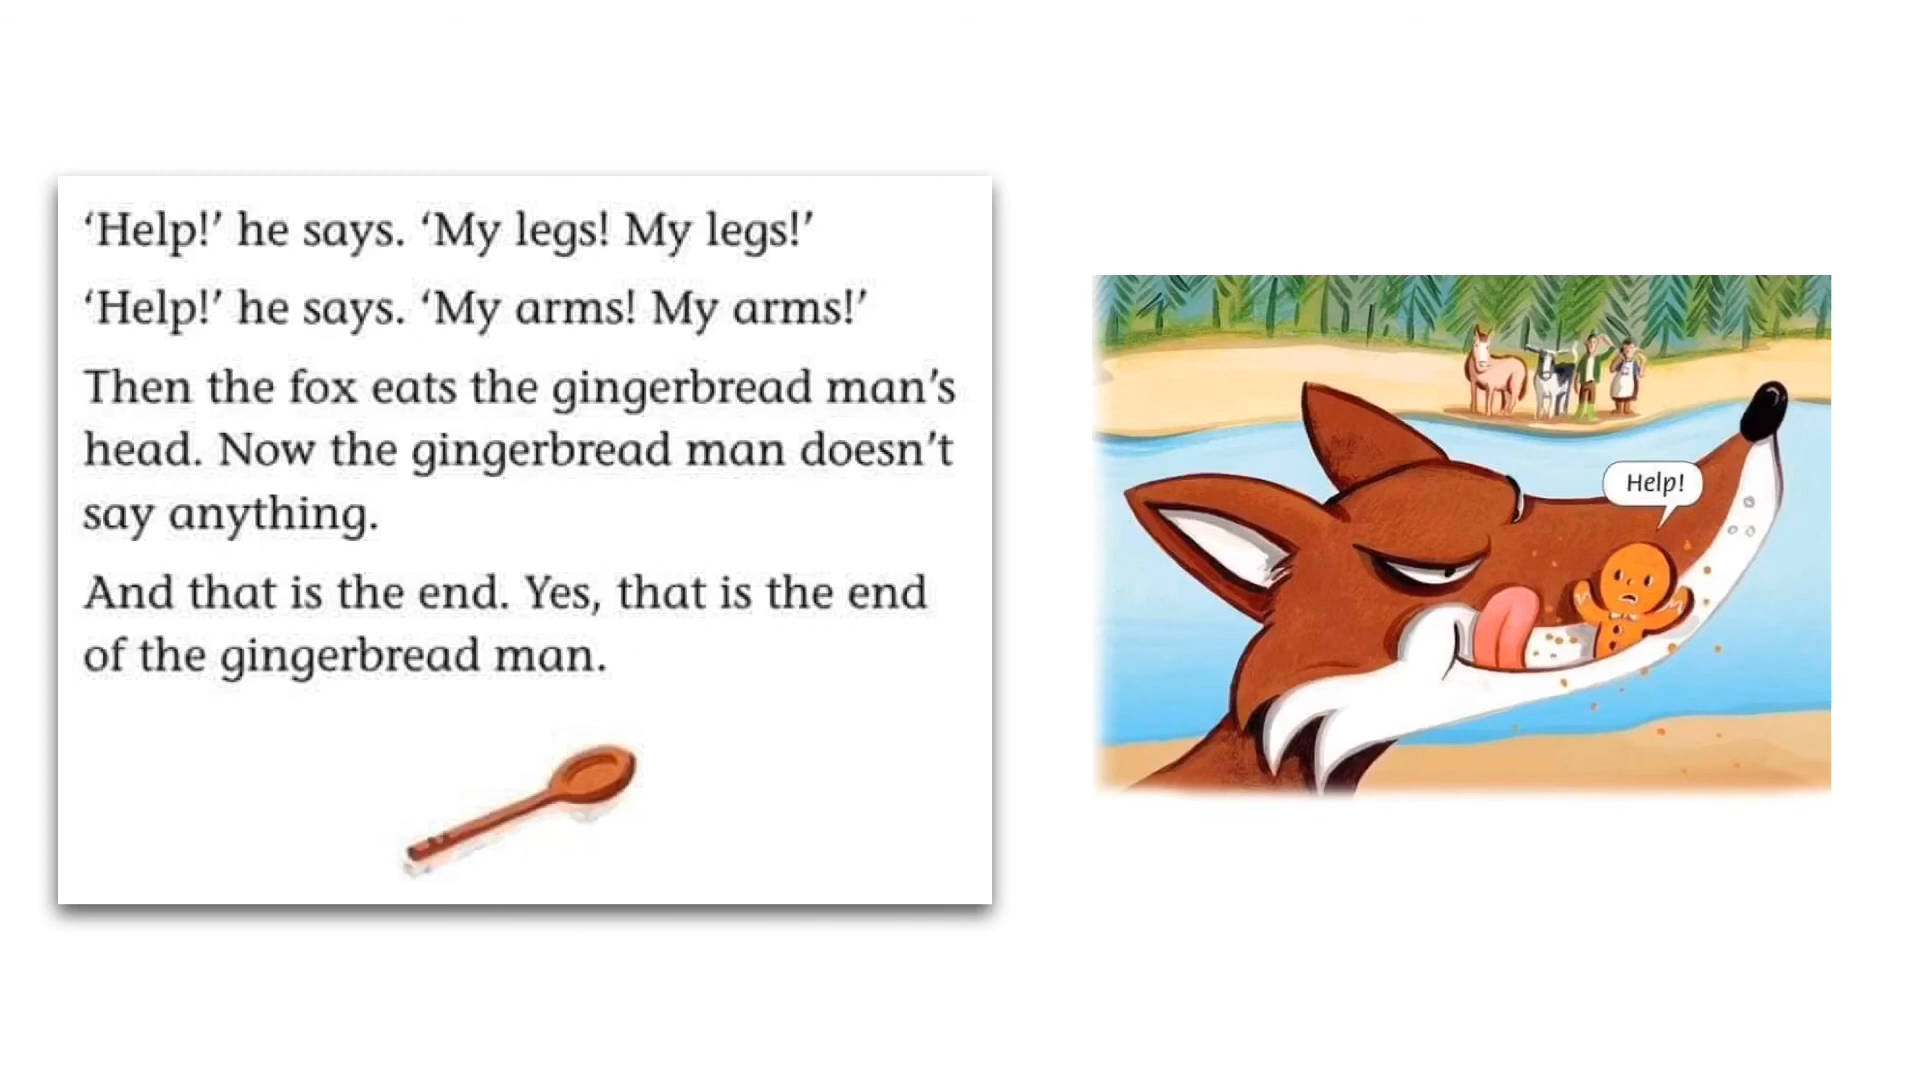 ‘Help!’ he says. ‘My legs! My legs!’
‘Help!’ he says. ‘My arms! My arms!’
Then the fox eats the gingerbread man’s
head. Now the gingerbread man doesn’t
say anything.
And that is the end. Yes, that is the end
of the gingerbread man.
Help!